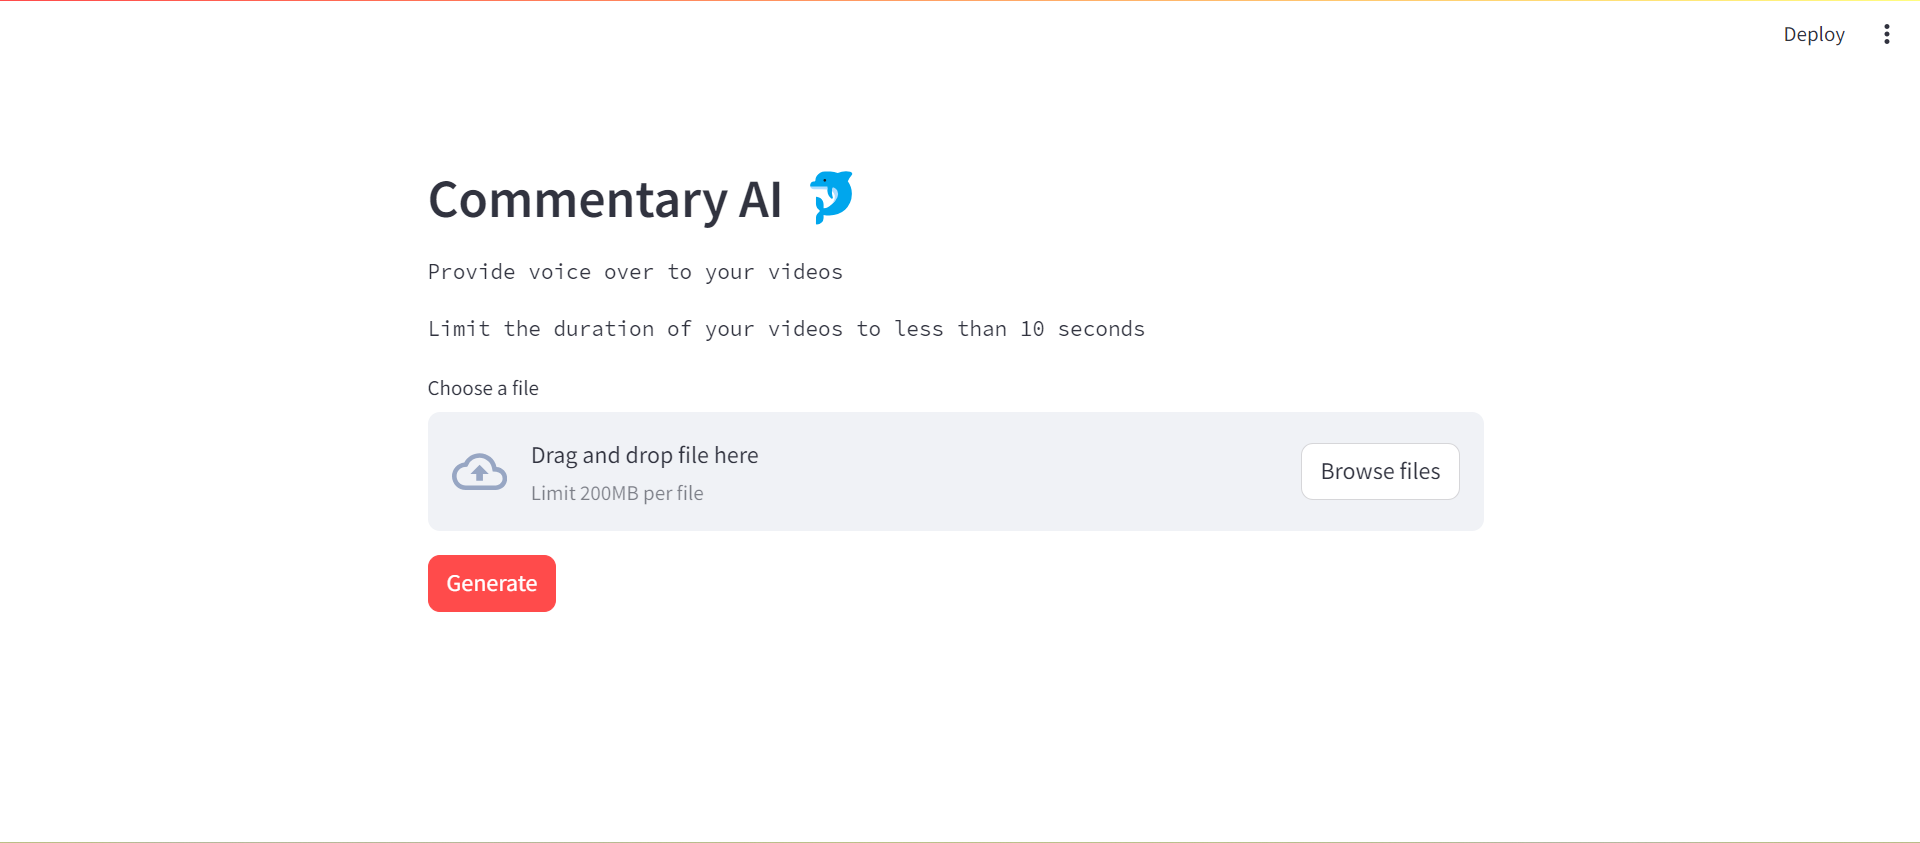 Deploy
Commentary AI
Provide voice over to your videos
Limit the duration of your videos to less than 10 seconds
Choose a file
Drag and drop file here
Limit 200MB per file
Browse files
Generate